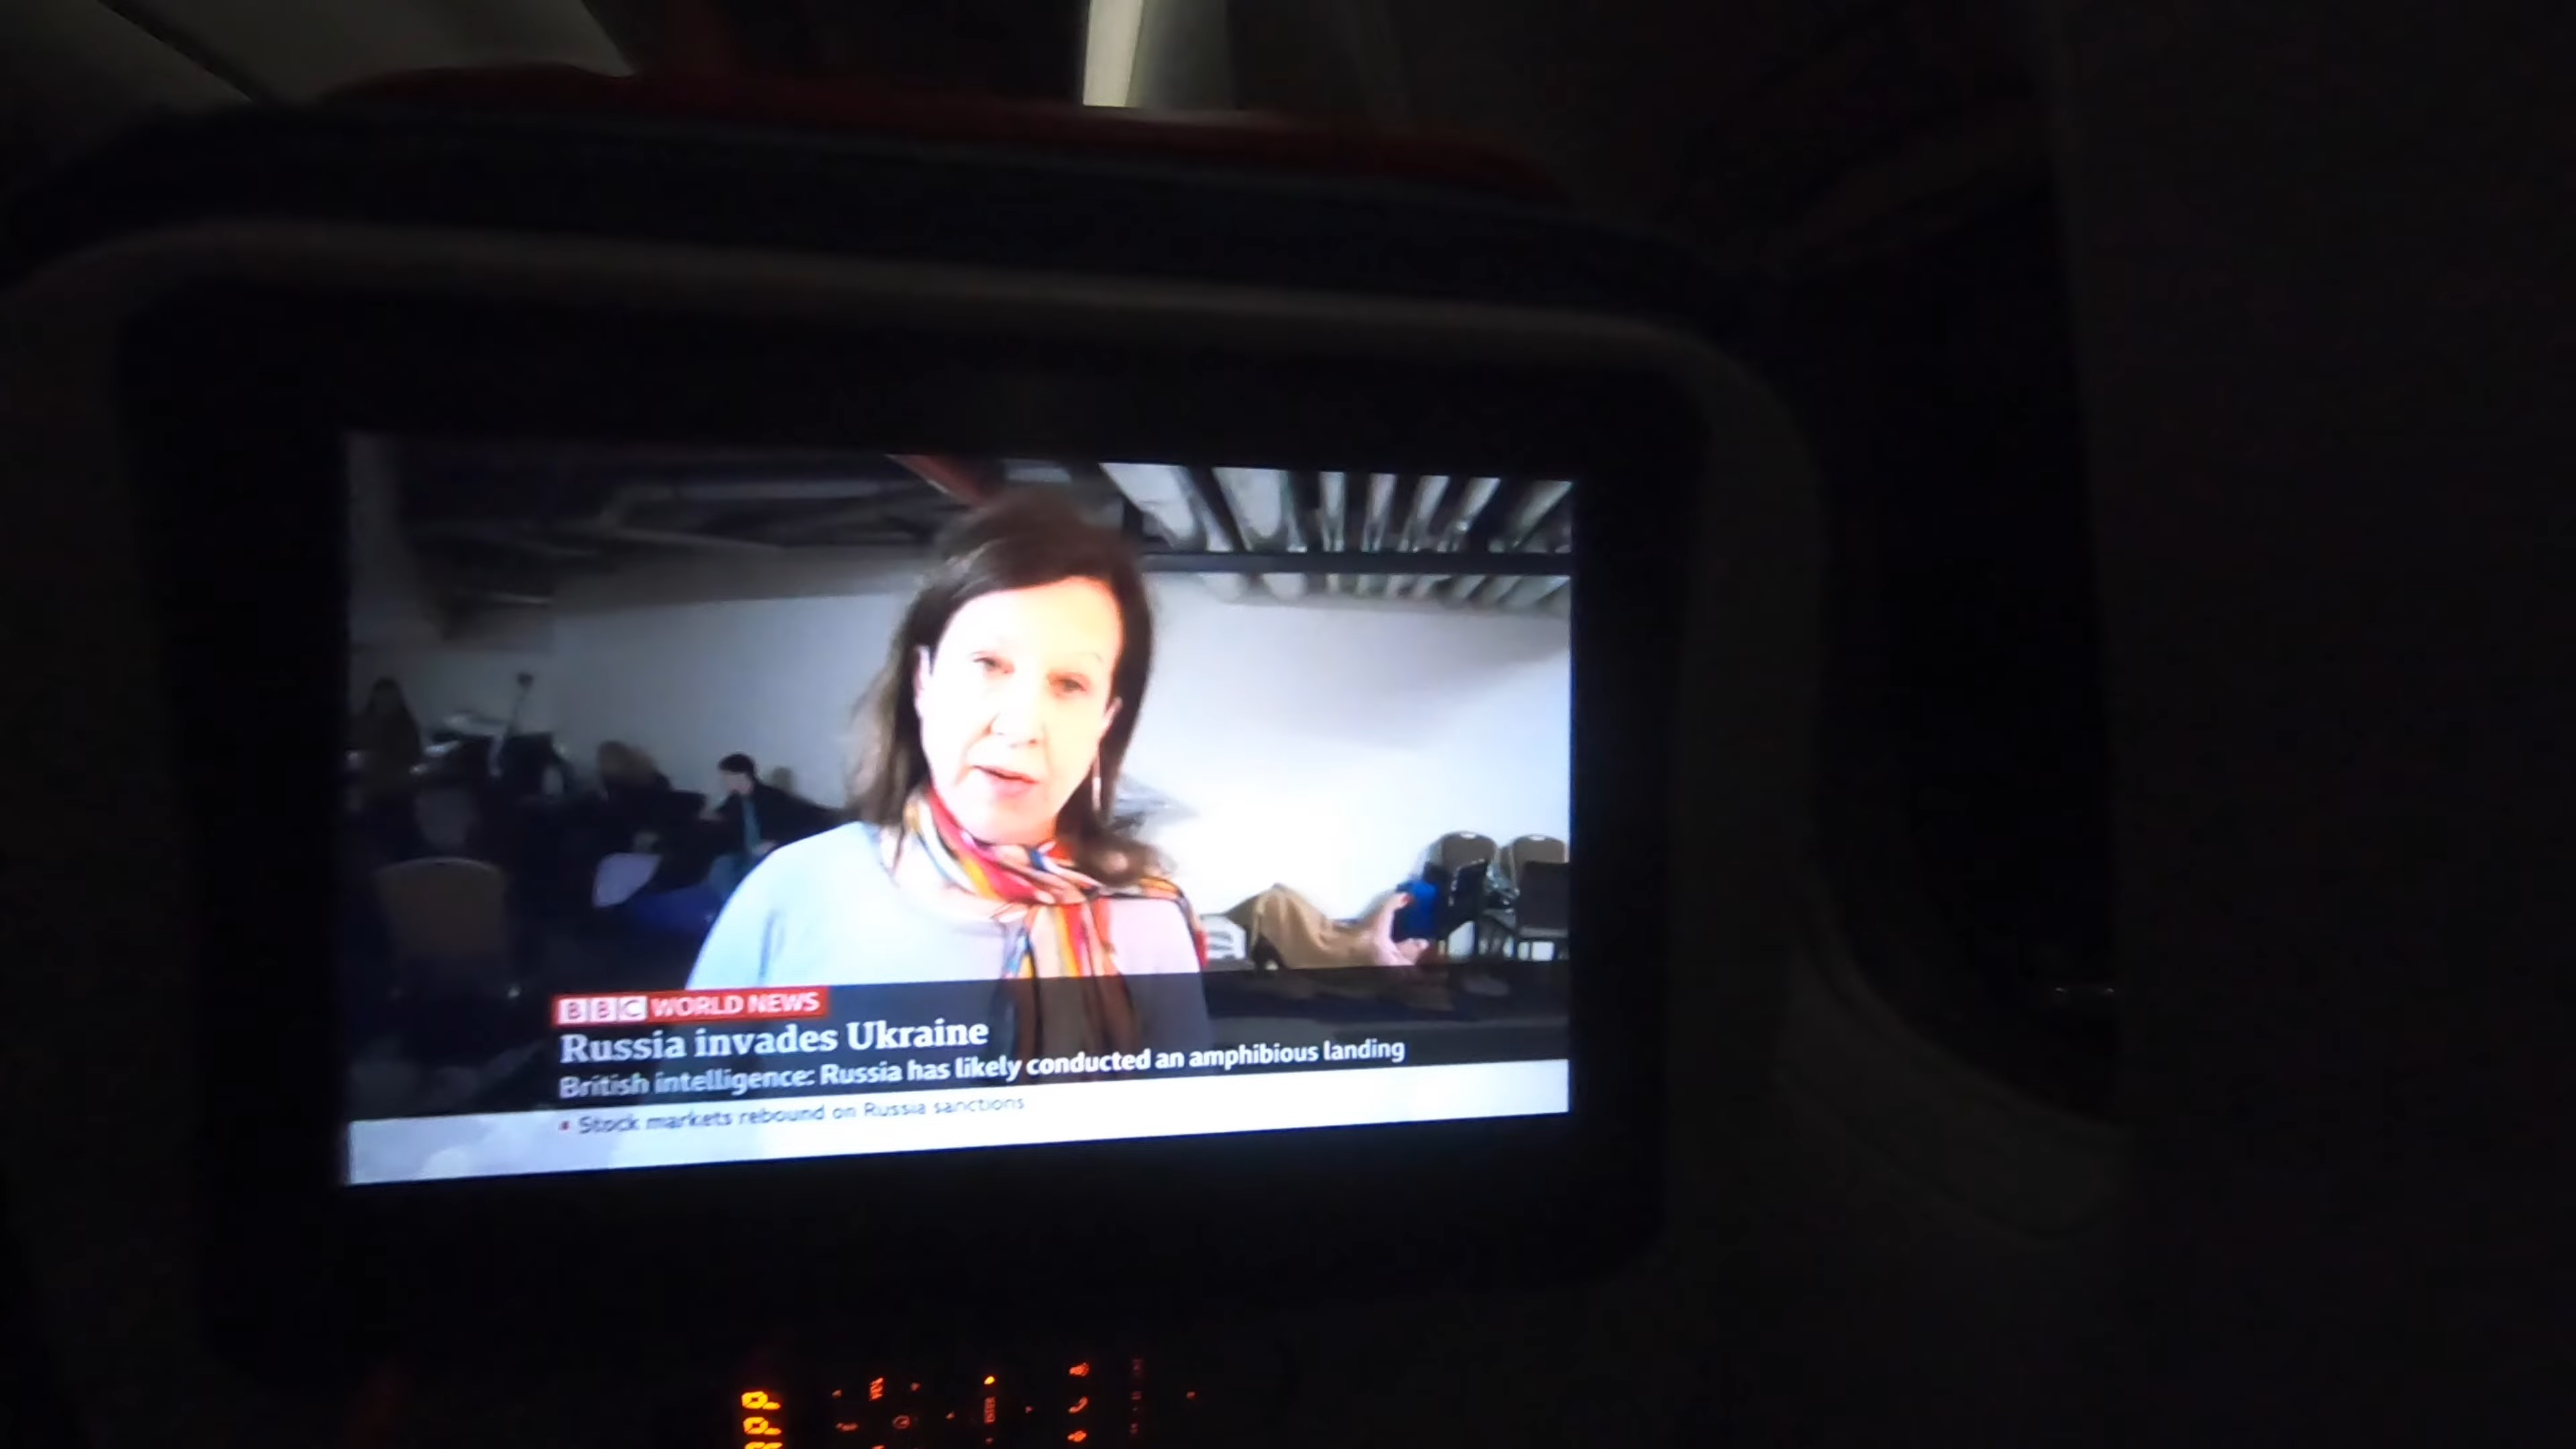 BBC WORLD NEWS
Russia invades Ukraine
British intelligence: Russia has likely conducted an amphibious landing
Stock markets rebound on Russia sanctions